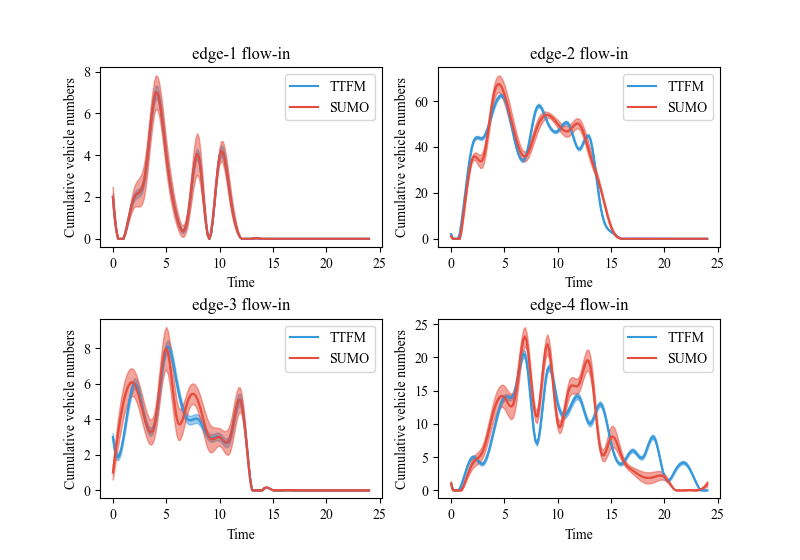 edge-1 flow-in
Cumulative vehicle numbers
8
6
4
2
0
TTFM
SUMO
0 5 10 15 20 25
Time
edge-2 flow-in
Cumulative vehicle numbers
60
40
20
0
TTFM
SUMO
0 5 10 15 20 25
Time
edge-3 flow-in
Cumulative vehicle numbers
8
6
4
2
0
TTFM
SUMO
0 5 10 15 20 25
Time
edge-4 flow-in
Cumulative vehicle numbers
25
20
15
10
5
0
TTFM
SUMO
0 5 10 15 20 25
Time